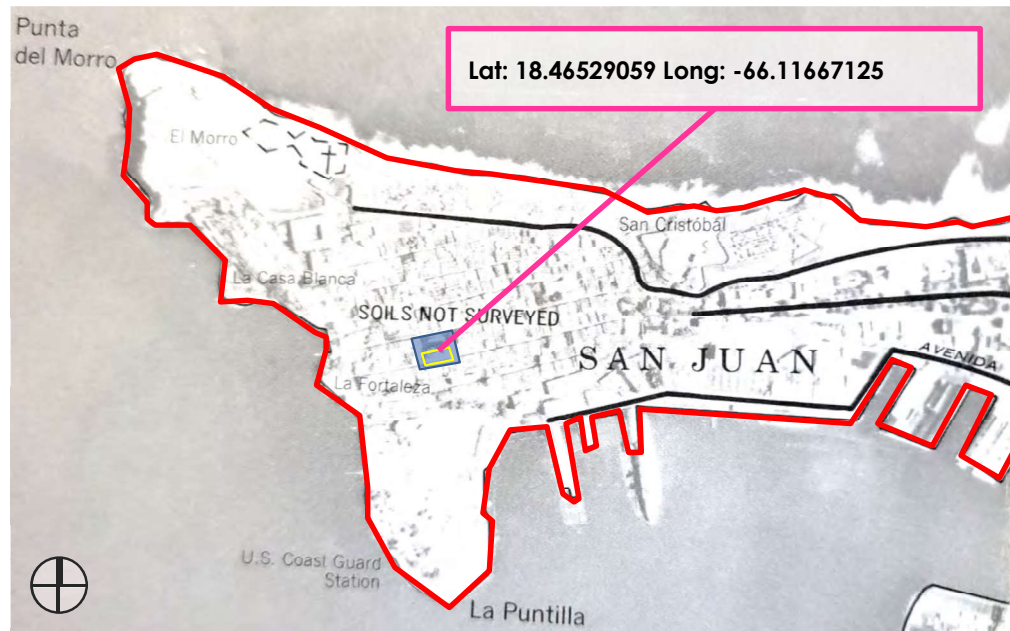 Punta
del Morro
Lat: 18.46529059 Long: -66.11667125
El Morro
San Cristóbal
La Casa Blanca
SOILS NOT SURVEYED
SAN JUAN
AVENIDA
La Fortaleza
U.S. Coast Guard
Station
La Puntilla